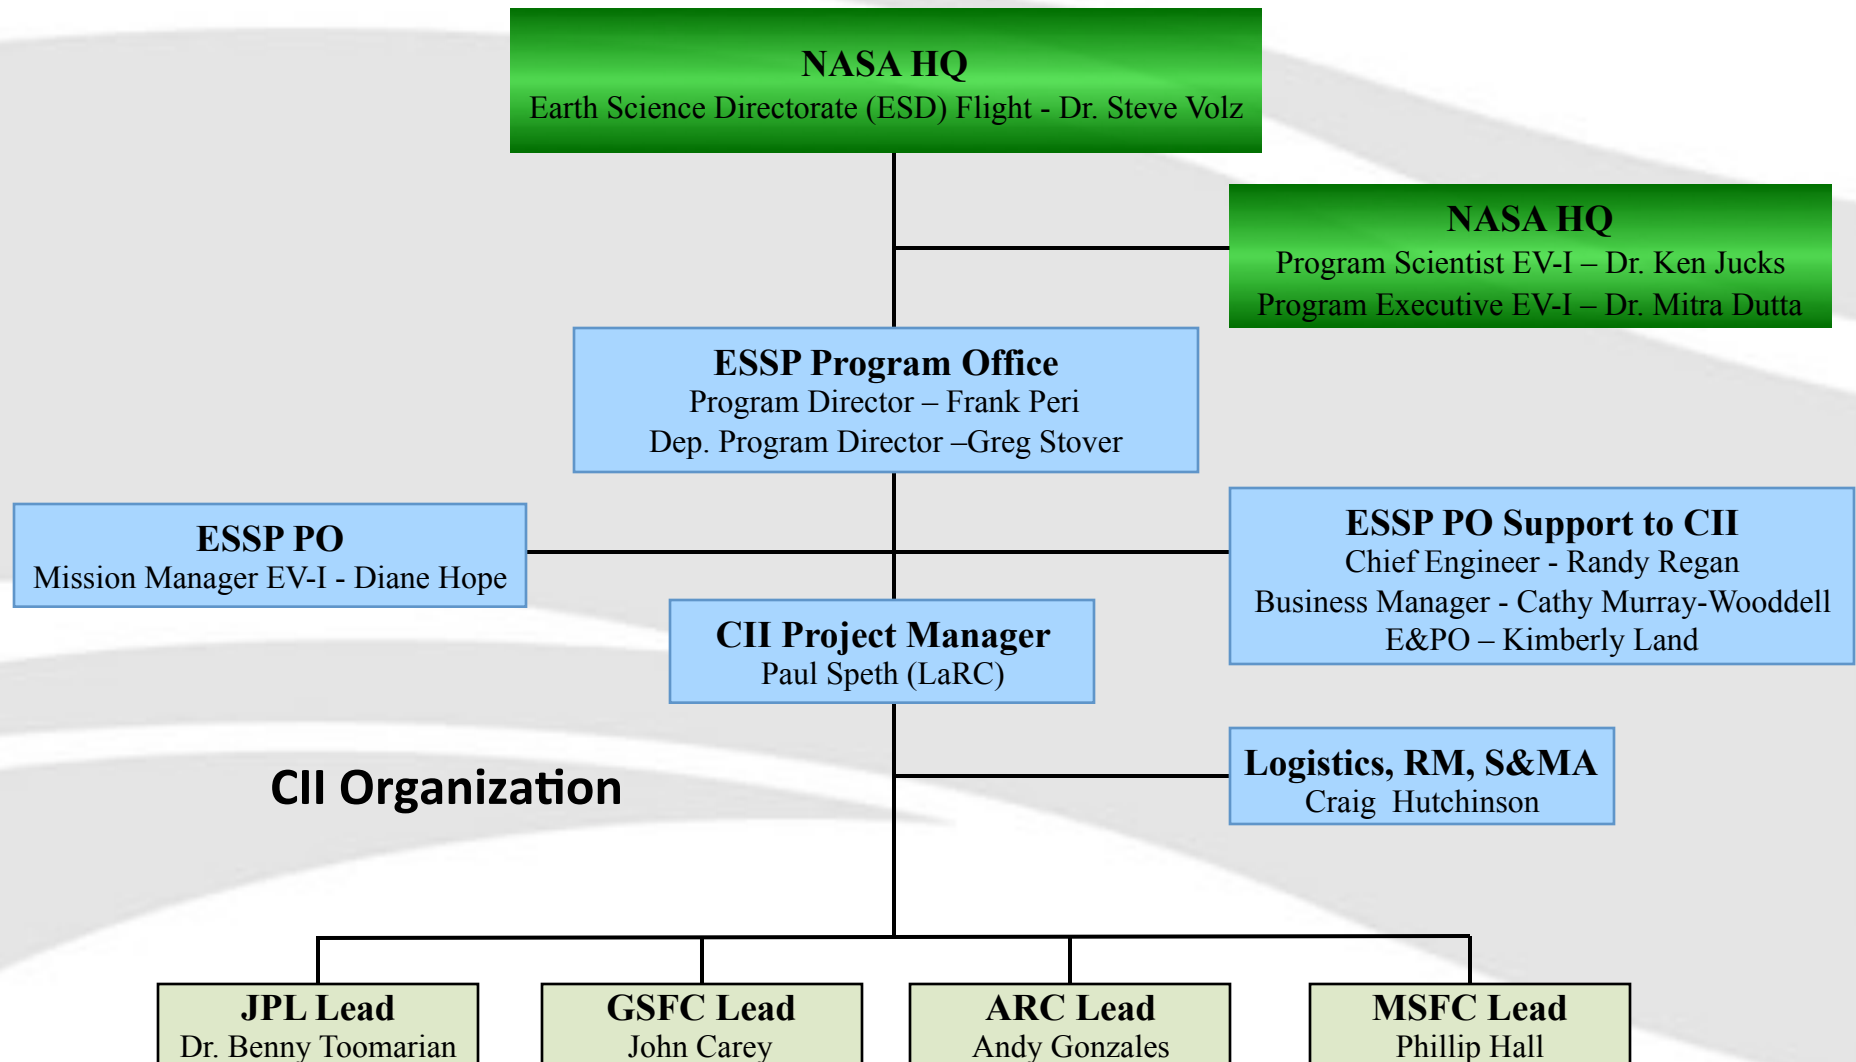 NASA HQ
Earth Science Directorate (ESD) Flight - Dr. Steve Volz
NASA HQ
Program Scientist EV-I – Dr. Ken Jucks
Program Executive EV-I – Dr. Mitra Dutta
ESSP Program Office
Program Director – Frank Peri
Dep. Program Director –Greg Stover
ESSP PO
Mission Manager EV-I - Diane Hope
ESSP PO Support to CII
Chief Engineer - Randy Regan
Business Manager - Cathy Murray-Wooddell
E&PO – Kimberly Land
CII Project Manager
Paul Speth (LaRC)
Logistics, RM, S&MA
Craig  Hutchinson
CII Organization
JPL Lead
Dr. Benny Toomarian
GSFC Lead
John Carey
ARC Lead
Andy Gonzales
MSFC Lead
Phillip Hall